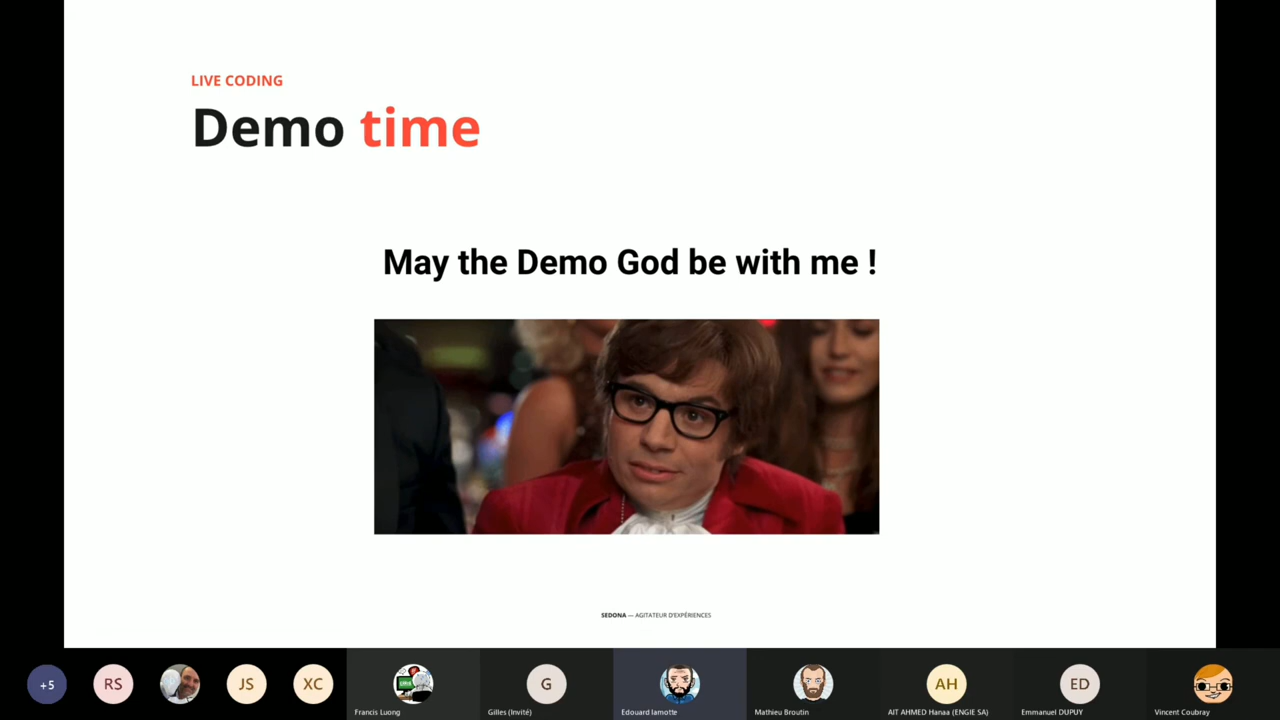 LIVE CODING
Demo time
May the Demo God be with me !
SEDONA — AGITATEUR D'EXPÉRIENCES
+5
RS
JS
XC
G
AH
ED
Francis Luong
Gilles (Invité)
Edouard lamotte
Mathieu Broutin
AIT AHMED Hanaa (ENGIE SA)
Emmanuel DUPUY
Vincent Coubray